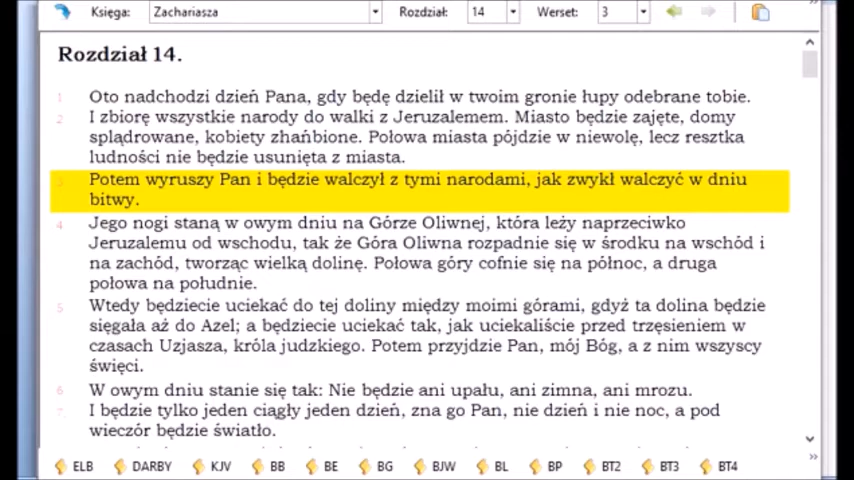 Księga: Zachariasza Rozdział: 14 Werset: 3
Rozdział 14.
1 Oto nadchodzi dzień Pana, gdy będę dzielił w twoim gronie łupy odebrane tobie.
2 I zbiorę wszystkie narody do walki z Jeruzalemem. Miasto będzie zajęte, domy
splądrowane, kobiety zhańbione. Połowa miasta pójdzie w niewolę, lecz resztka
ludności nie będzie usunięta z miasta.
3 Potem wyruszy Pan i będzie walczył z tymi narodami, jak zwykł walczyć w dniu
bitwy.
4 Jego nogi staną w owym dniu na Górze Oliwnej, która leży naprzeciwko
Jeruzalemu od wschodu, tak że Góra Oliwna rozpadnie się w środku na wschód i
na zachód, tworząc wielką dolinę. Połowa góry cofnie się na północ, a druga
połowa na południe.
5 Wtedy będziecie uciekać do tej doliny między moimi górami, gdyż ta dolina będzie
sięgała aż do Azel; a będziecie uciekać tak, jak uciekaliście przed trzęsieniem w
czasach Uzjasza, króla judzkiego. Potem przyjdzie Pan, mój Bóg, a z nim wszyscy
święci.
6 W owym dniu stanie się tak: Nie będzie ani upału, ani zimna, ani mrozu.
7 I będzie tylko jeden ciągły jeden dzień, zna go Pan, nie dzień i nie noc, a pod
wieczór będzie światło.
ELB DARBY KJV BB BE BG BJW BL BP BT2 BT3 BT4